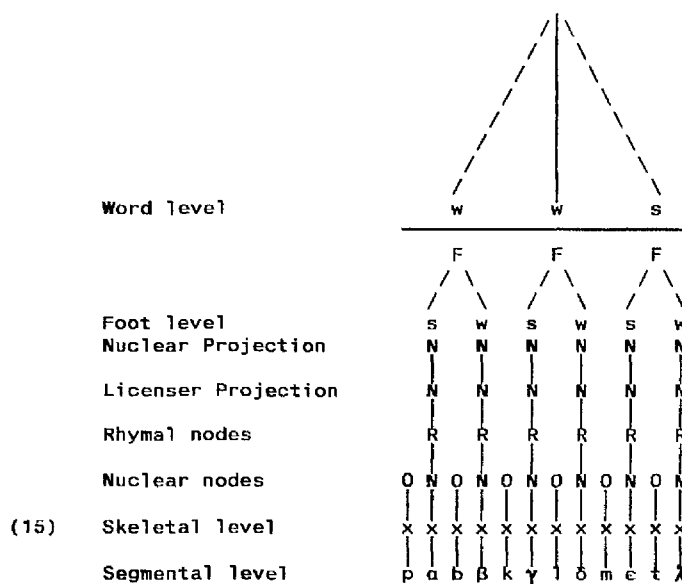 Word level w w s
F F F
Foot level s w s w s w
Nuclear Projection N N N N N N
Licenser Projection N N N N N N
Rhymal nodes R R R R R R
Nuclear nodes O N O N O N O N O N O N
(15) Skeletal level x x x x x x x x x x x x
Segmental level p α b β k γ l δ m ε t λ